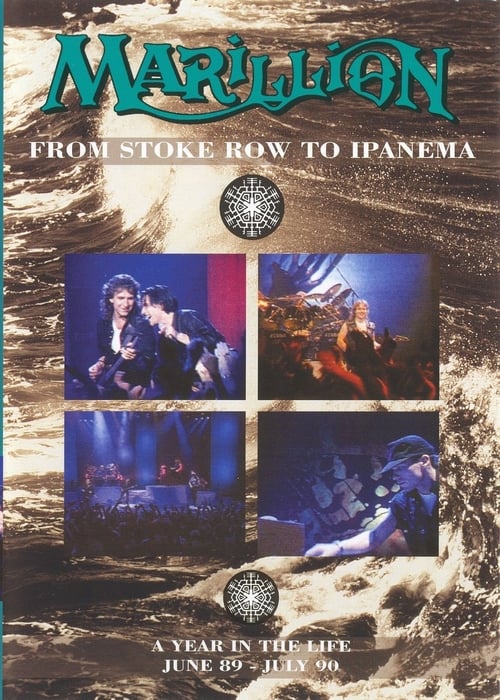 MARILLION
FROM STOKE ROW TO IPANEMA
A YEAR IN THE LIFE
JUNE 89 - JULY 90